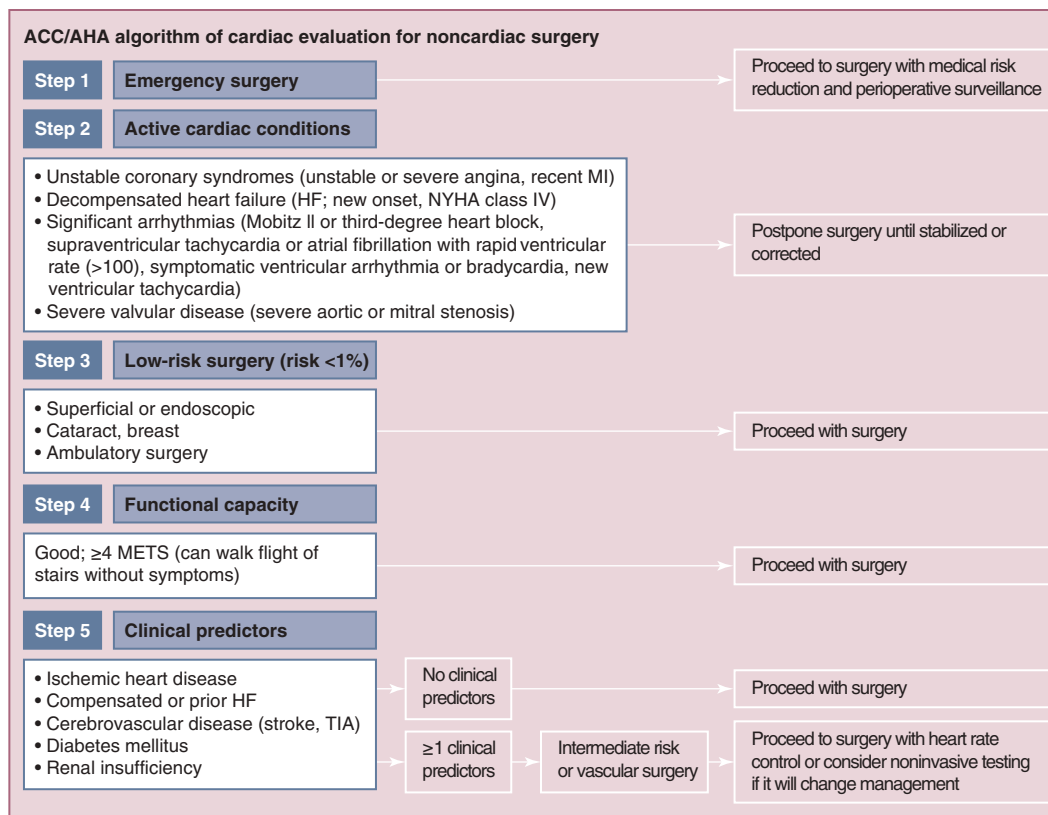 ACC/AHA algorithm of cardiac evaluation for noncardiac surgery
Step 1
Emergency surgery
Proceed to surgery with medical risk
reduction and perioperative surveillance
Step 2
Active cardiac conditions
• Unstable coronary syndromes (unstable or severe angina, recent MI)
• Decompensated heart failure (HF; new onset, NYHA class IV)
• Significant arrhythmias (Mobitz II or third-degree heart block,
supraventricular tachycardia or atrial fibrillation with rapid ventricular
rate (>100), symptomatic ventricular arrhythmia or bradycardia, new
ventricular tachycardia)
• Severe valvular disease (severe aortic or mitral stenosis)
Postpone surgery until stabilized or
corrected
Step 3
Low-risk surgery (risk <1%)
• Superficial or endoscopic
• Cataract, breast
• Ambulatory surgery
Proceed with surgery
Step 4
Functional capacity
Good; ≥4 METS (can walk flight of
stairs without symptoms)
Proceed with surgery
Step 5
Clinical predictors
• Ischemic heart disease
• Compensated or prior HF
• Cerebrovascular disease (stroke, TIA)
• Diabetes mellitus
• Renal insufficiency
No clinical
predictors
Proceed with surgery
≥1 clinical
predictors
Intermediate risk
or vascular surgery
Proceed to surgery with heart rate
control or consider noninvasive testing
if it will change management